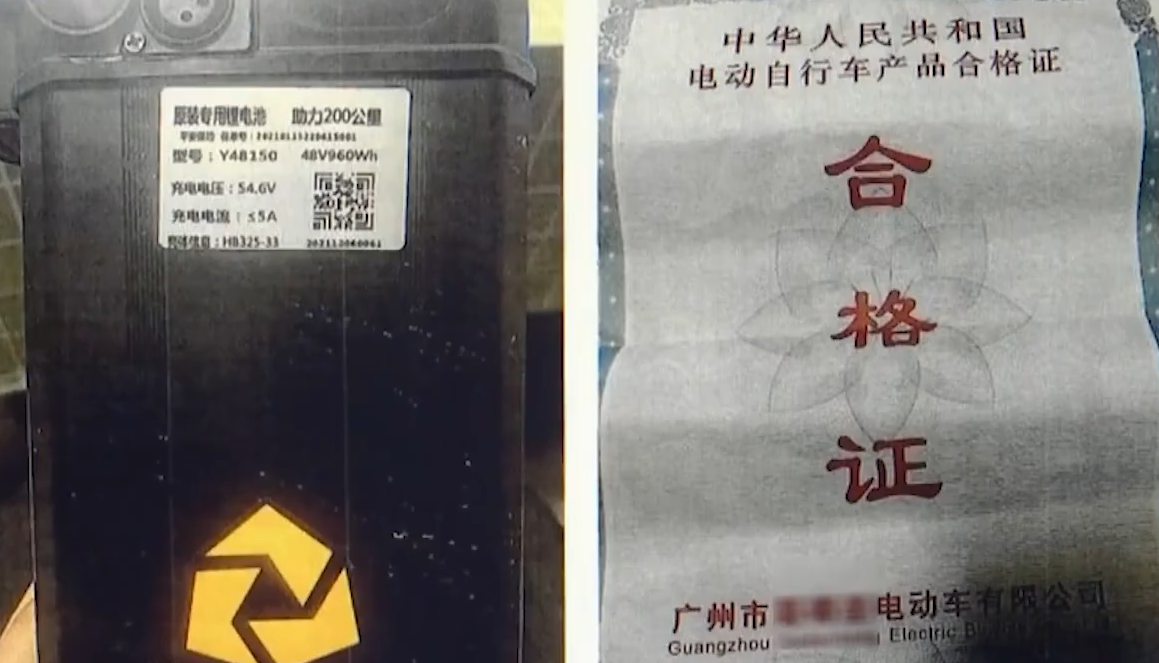 原装专用锂电池 助力200公里
型号：Y48150 48V960Wh
充电电压：54.6V
充电电流：≤5A
HB325-33
中华人民共和国
电动自行车产品合格证
合
格
证
广州市 电动车有限公司
Guangzhou Electric